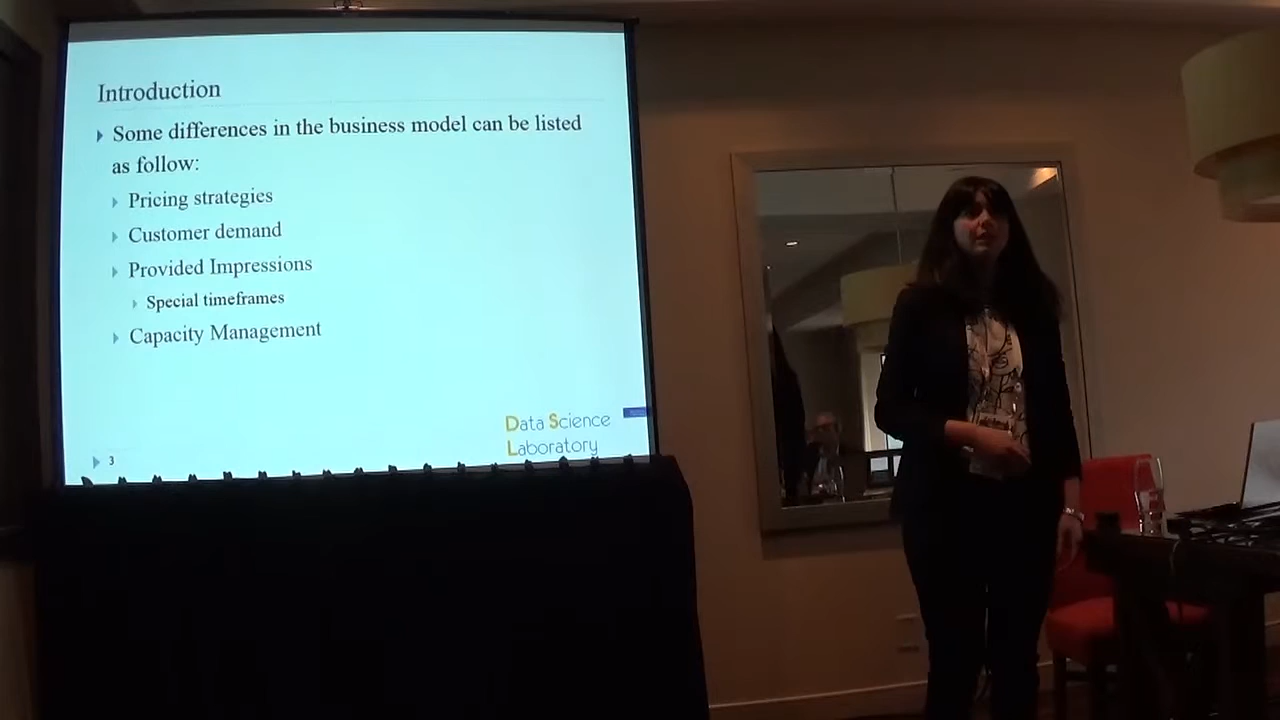 Introduction
Some differences in the business model can be listed
as follow:
Pricing strategies
Customer demand
Provided Impressions
Special timeframes
Capacity Management
Data Science
Laboratory
3